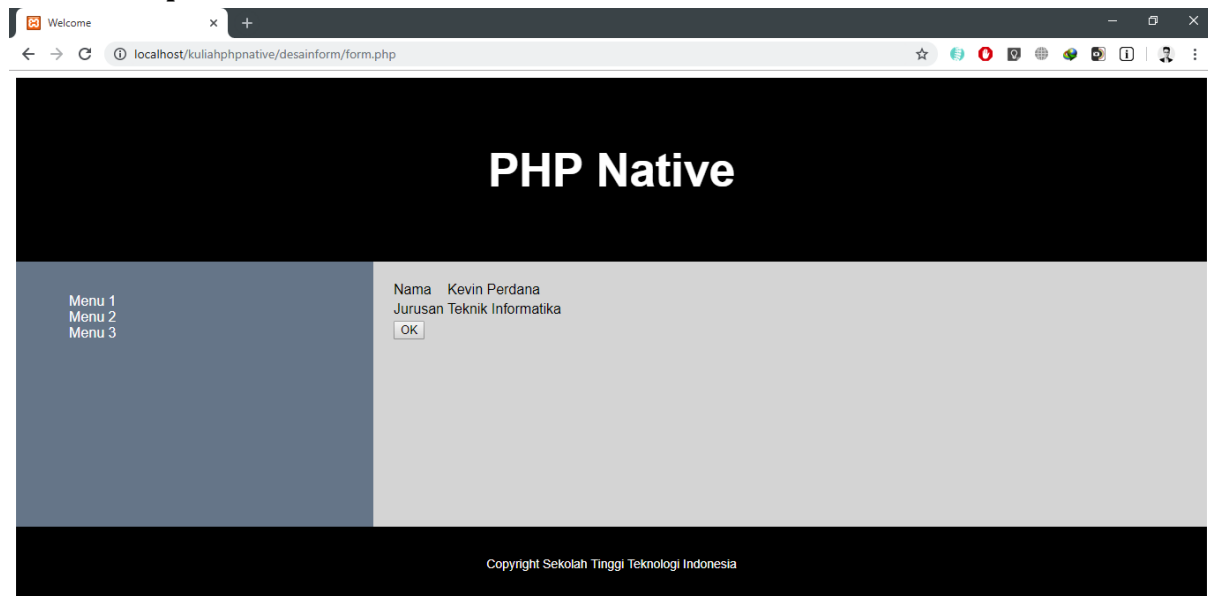 Welcome
localhost/kuliahphpnative/desainform/form.php
PHP Native
Menu 1
Menu 2
Menu 3
Nama Kevin Perdana
Jurusan Teknik Informatika
OK
Copyright Sekolah Tinggi Teknologi Indonesia